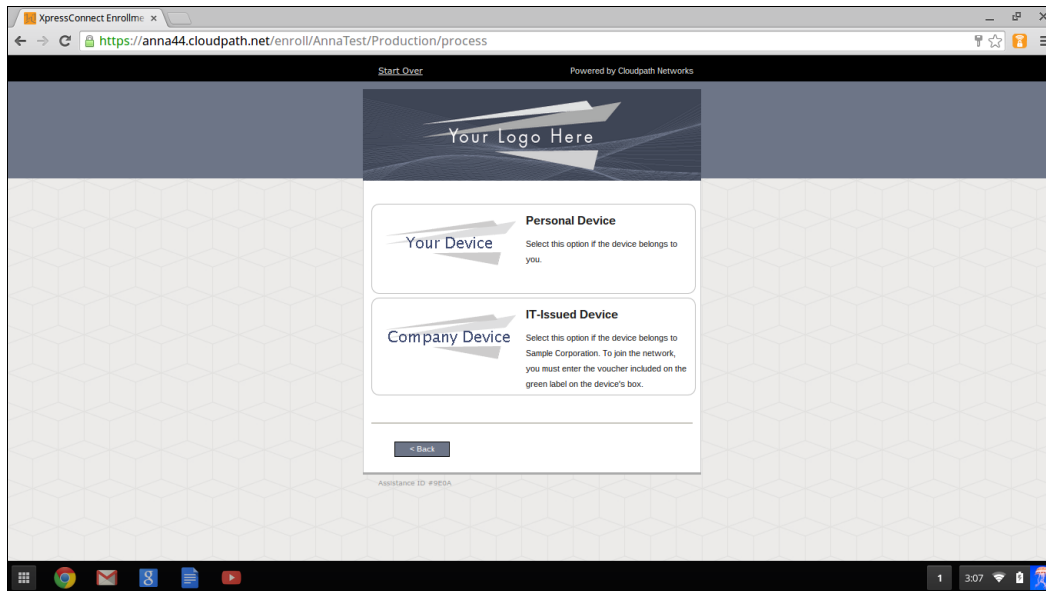 XpressConnect Enrollme
https://anna44.cloudpath.net/enroll/AnnaTest/Production/process
Start Over
Powered by Cloudpath Networks
Your Logo Here
Your Device
Personal Device
Select this option if the device belongs to
you.
Company Device
IT-Issued Device
Select this option if the device belongs to
Sample Corporation. To join the network,
you must enter the voucher included on the
green label on the device's box.
< Back
Assistance ID #9E0A
8
1
3:07